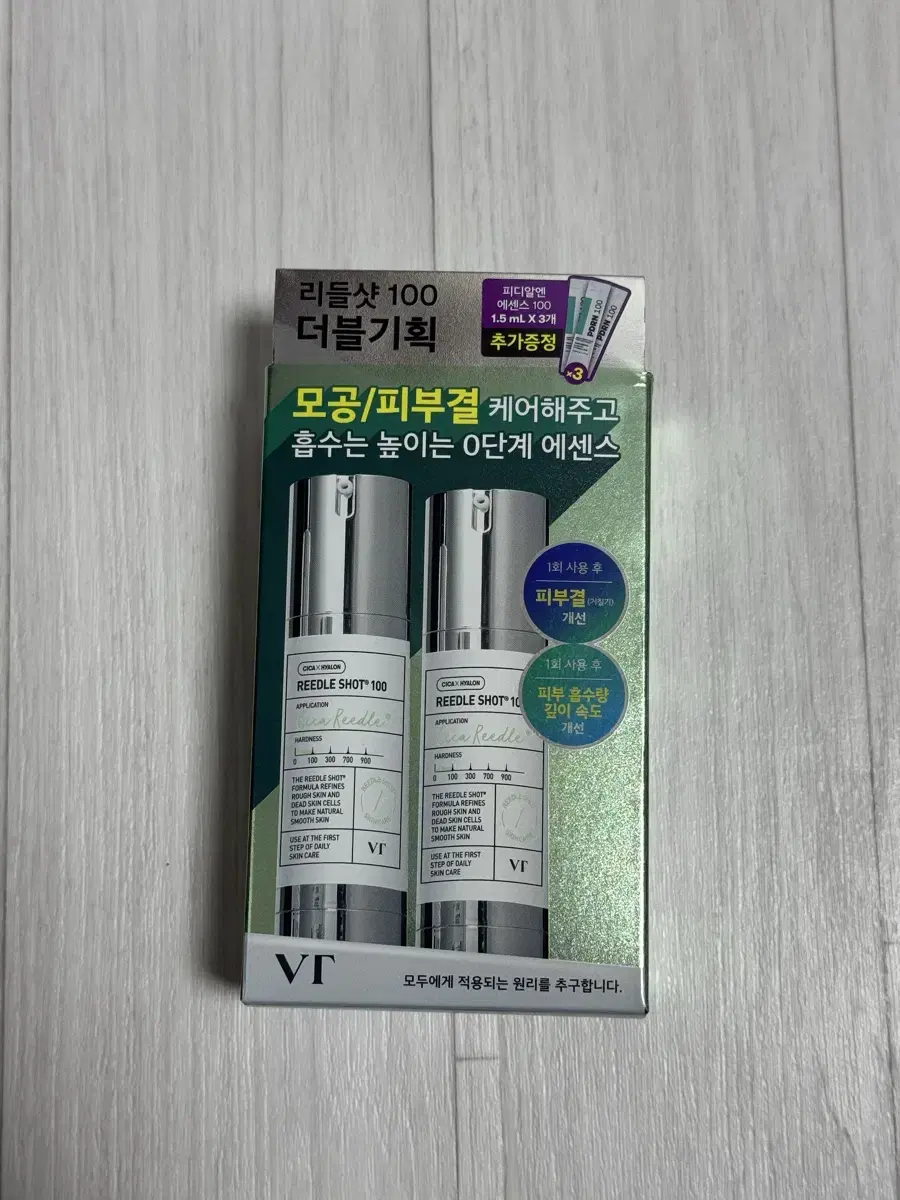 리들샷 100
더블기획
피디알엔
에센스 100
1.5 mL X 3개
추가증정
PDRN 100
PDRN 100
×3
모공/피부결 케어해주고
흡수는 높이는 0단계 에센스
1회 사용 후
피부결(거칠기)
개선
1회 사용 후
피부 흡수량
깊이 속도
개선
CICA X HYALON
REEDLE SHOT® 100
APPLICATION
Cica Reedle®
HARDNESS
0 100 300 700 900
THE REEDLE SHOT®
FORMULA REFINES
ROUGH SKIN AND
DEAD SKIN CELLS
TO MAKE NATURAL
SMOOTH SKIN
USE AT THE FIRST
STEP OF DAILY
SKIN CARE
VT
CICA X HYALON
REEDLE SHOT® 10
APPLICATION
Cica Reedle®
HARDNESS
0 100 300 700 900
THE REEDLE SHOT®
FORMULA REFINES
ROUGH SKIN AND
DEAD SKIN CELLS
TO MAKE NATURAL
SMOOTH SKIN
USE AT THE FIRST
STEP OF DAILY
SKIN CARE
VT
VT
모두에게 적용되는 원리를 추구합니다.